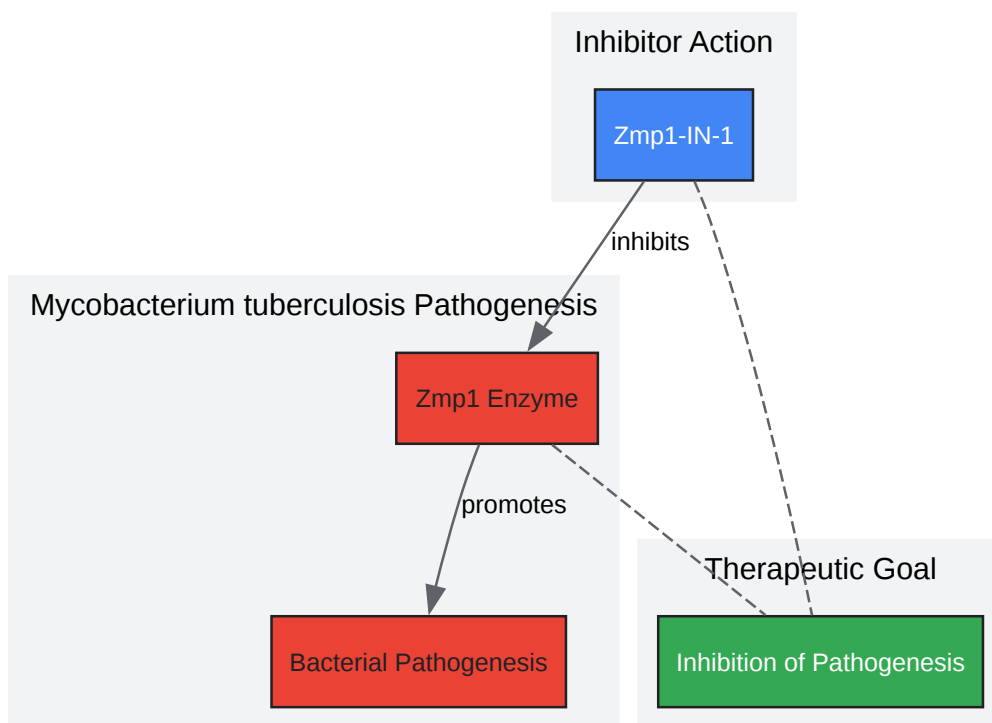 Inhibitor Action
Zmp1-IN-1
inhibits
Mycobacterium tuberculosis Pathogenesis
Zmp1 Enzyme
promotes
Therapeutic Goal
Bacterial Pathogenesis
Inhibition of Pathogenesis